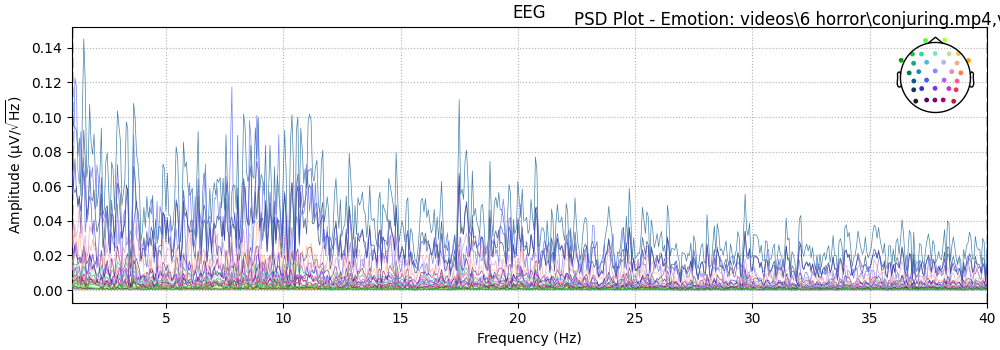 EEG
PSD Plot - Emotion: videos\6 horror\conjuring.mp4,v
Amplitude (µV/√Hz)
0.14
0.12
0.10
0.08
0.06
0.04
0.02
0.00
5 10 15 20 25 30 35 40
Frequency (Hz)